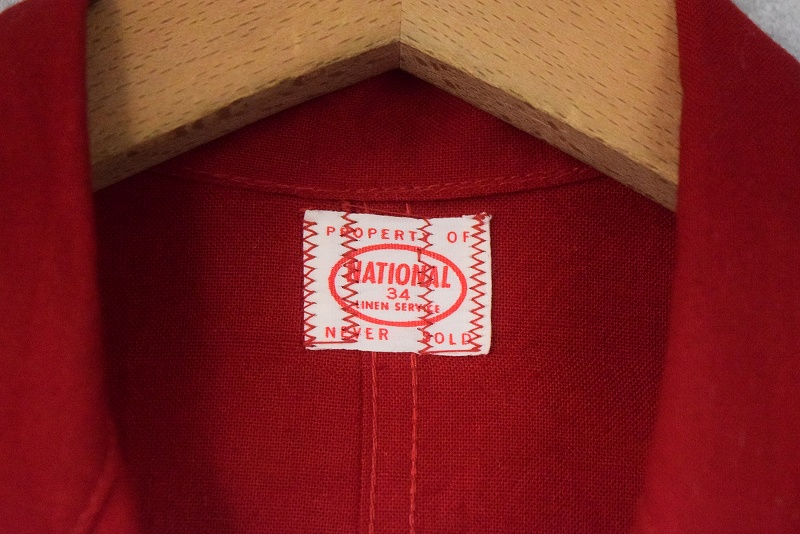 PROPERTY OF
NATIONAL
34
LINEN SERVICE
NEVER SOLD